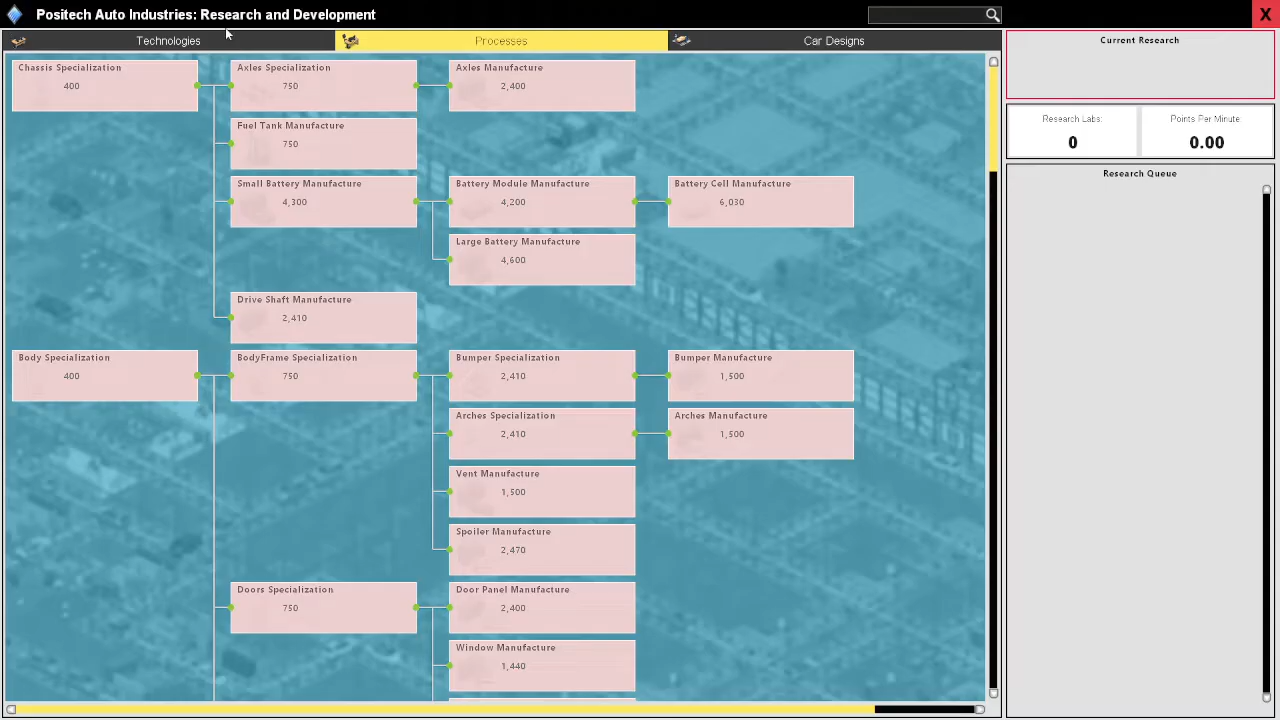 Positech Auto Industries: Research and Development
X
Technologies
Processes
Car Designs
Current Research
Research Labs:
0
Points Per Minute
0.00
Research Queue
Chassis Specialization
400
Axles Specialization
750
Axles Manufacture
2,400
Fuel Tank Manufacture
750
Small Battery Manufacture
4,300
Battery Module Manufacture
4,200
Battery Cell Manufacture
6,030
Large Battery Manufacture
4,600
Drive Shaft Manufacture
2,410
Body Specialization
400
BodyFrame Specialization
750
Bumper Specialization
2,410
Bumper Manufacture
1,500
Arches Specialization
2,410
Arches Manufacture
1,500
Vent Manufacture
1,500
Spoiler Manufacture
2,470
Doors Specialization
750
Door Panel Manufacture
2,400
Window Manufacture
1,440